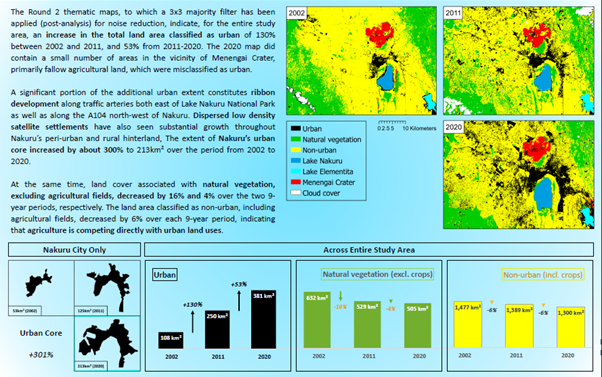 The Round 2 thematic maps, to which a 3x3 majority filter has been
applied (post-analysis) for noise reduction, indicate, for the entire study
area, an increase in the total land area classified as urban of 130%
between 2002 and 2011, and 53% from 2011-2020. The 2020 map did
contain a small number of areas in the vicinity of Menengai Crater,
primarily fallow agricultural land, which were misclassified as urban.
A significant portion of the additional urban extent constitutes ribbon
development along traffic arteries both east of Lake Nakuru National Park
as well as along the A104 north-west of Nakuru. Dispersed low density
satellite settlements have also seen substantial growth throughout
Nakuru's peri-urban and rural hinterland, The extent of Nakuru's urban
core increased by about 300% to 213km² over the period from 2002 to
2020.
At the same time, land cover associated with natural vegetation,
excluding agricultural fields, decreased by 16% and 4% over the two 9-
year periods, respectively. The land area classified as non-urban, including
agricultural fields, decreased by 6% over each 9-year period, indicating
that agriculture is competing directly with urban land uses.
2002
2011
2020
Urban
Natural vegetation
Non-urban
Lake Nakuru
Lake Elementita
Menengai Crater
Cloud cover
0 2.5 5 10 Kilometers
Nakuru City Only
53km² (2002)
125km² (2011)
Urban Core
+301%
213km² (2020)
Across Entire Study Area
Urban
+130%
+53%
108 km²
250 km²
381 km²
2002 2011 2020
Natural vegetation (excl. crops)
632 km²
-16%
529 km²
-4%
505 km²
2002 2011 2020
Non-urban (incl. crops)
1,477 km²
-6%
1,389 km²
-6%
1,300 km²
2002 2011 2020